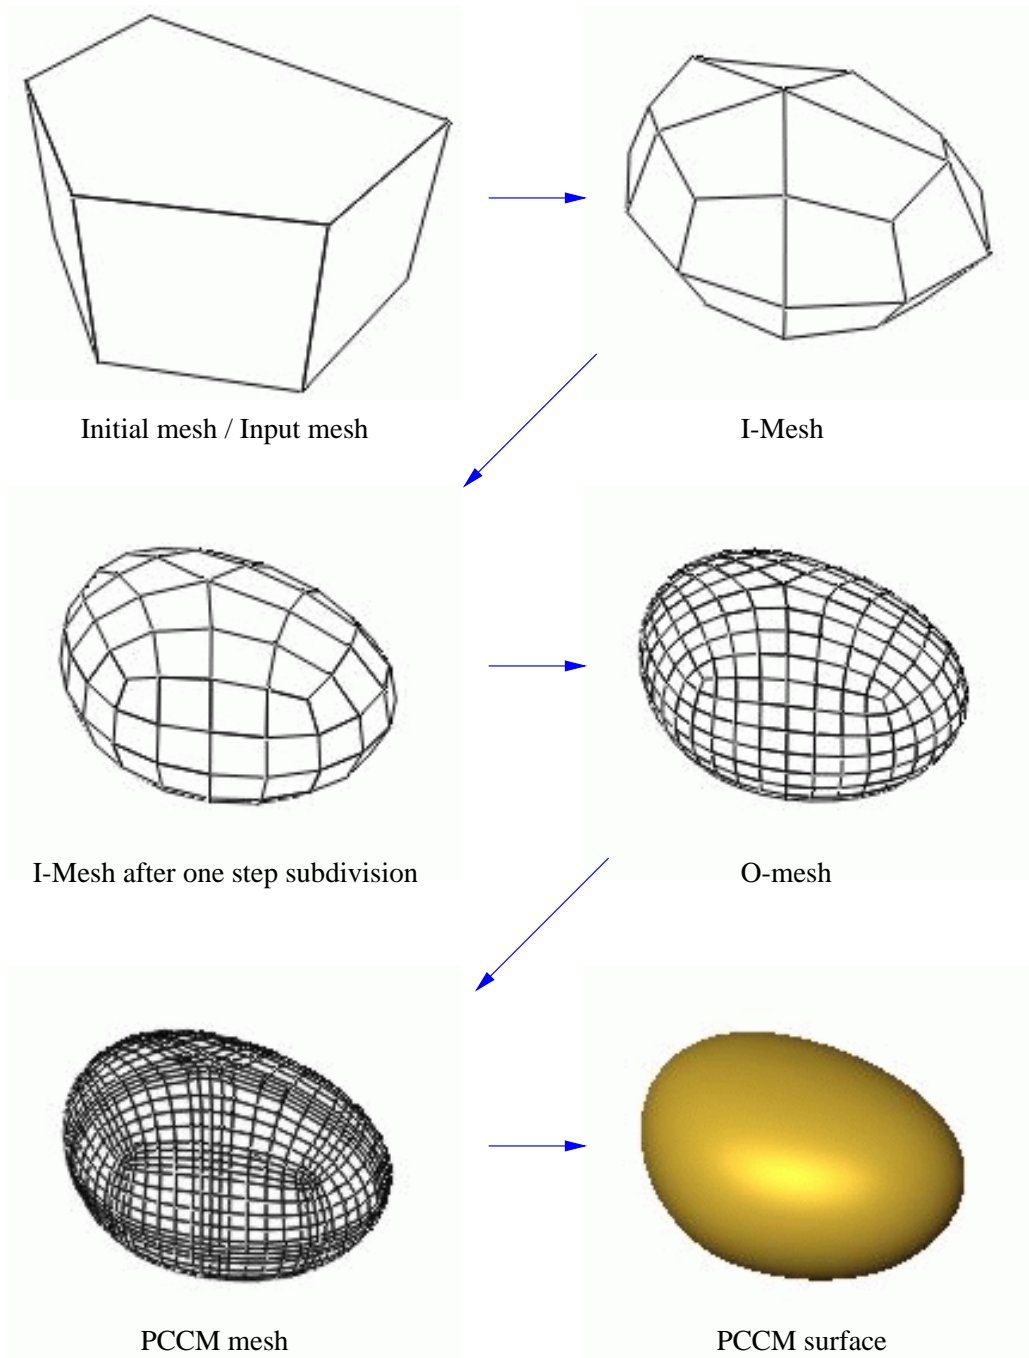 Initial mesh / Input mesh
I-Mesh
I-Mesh after one step subdivision
O-mesh
PCCM mesh
PCCM surface